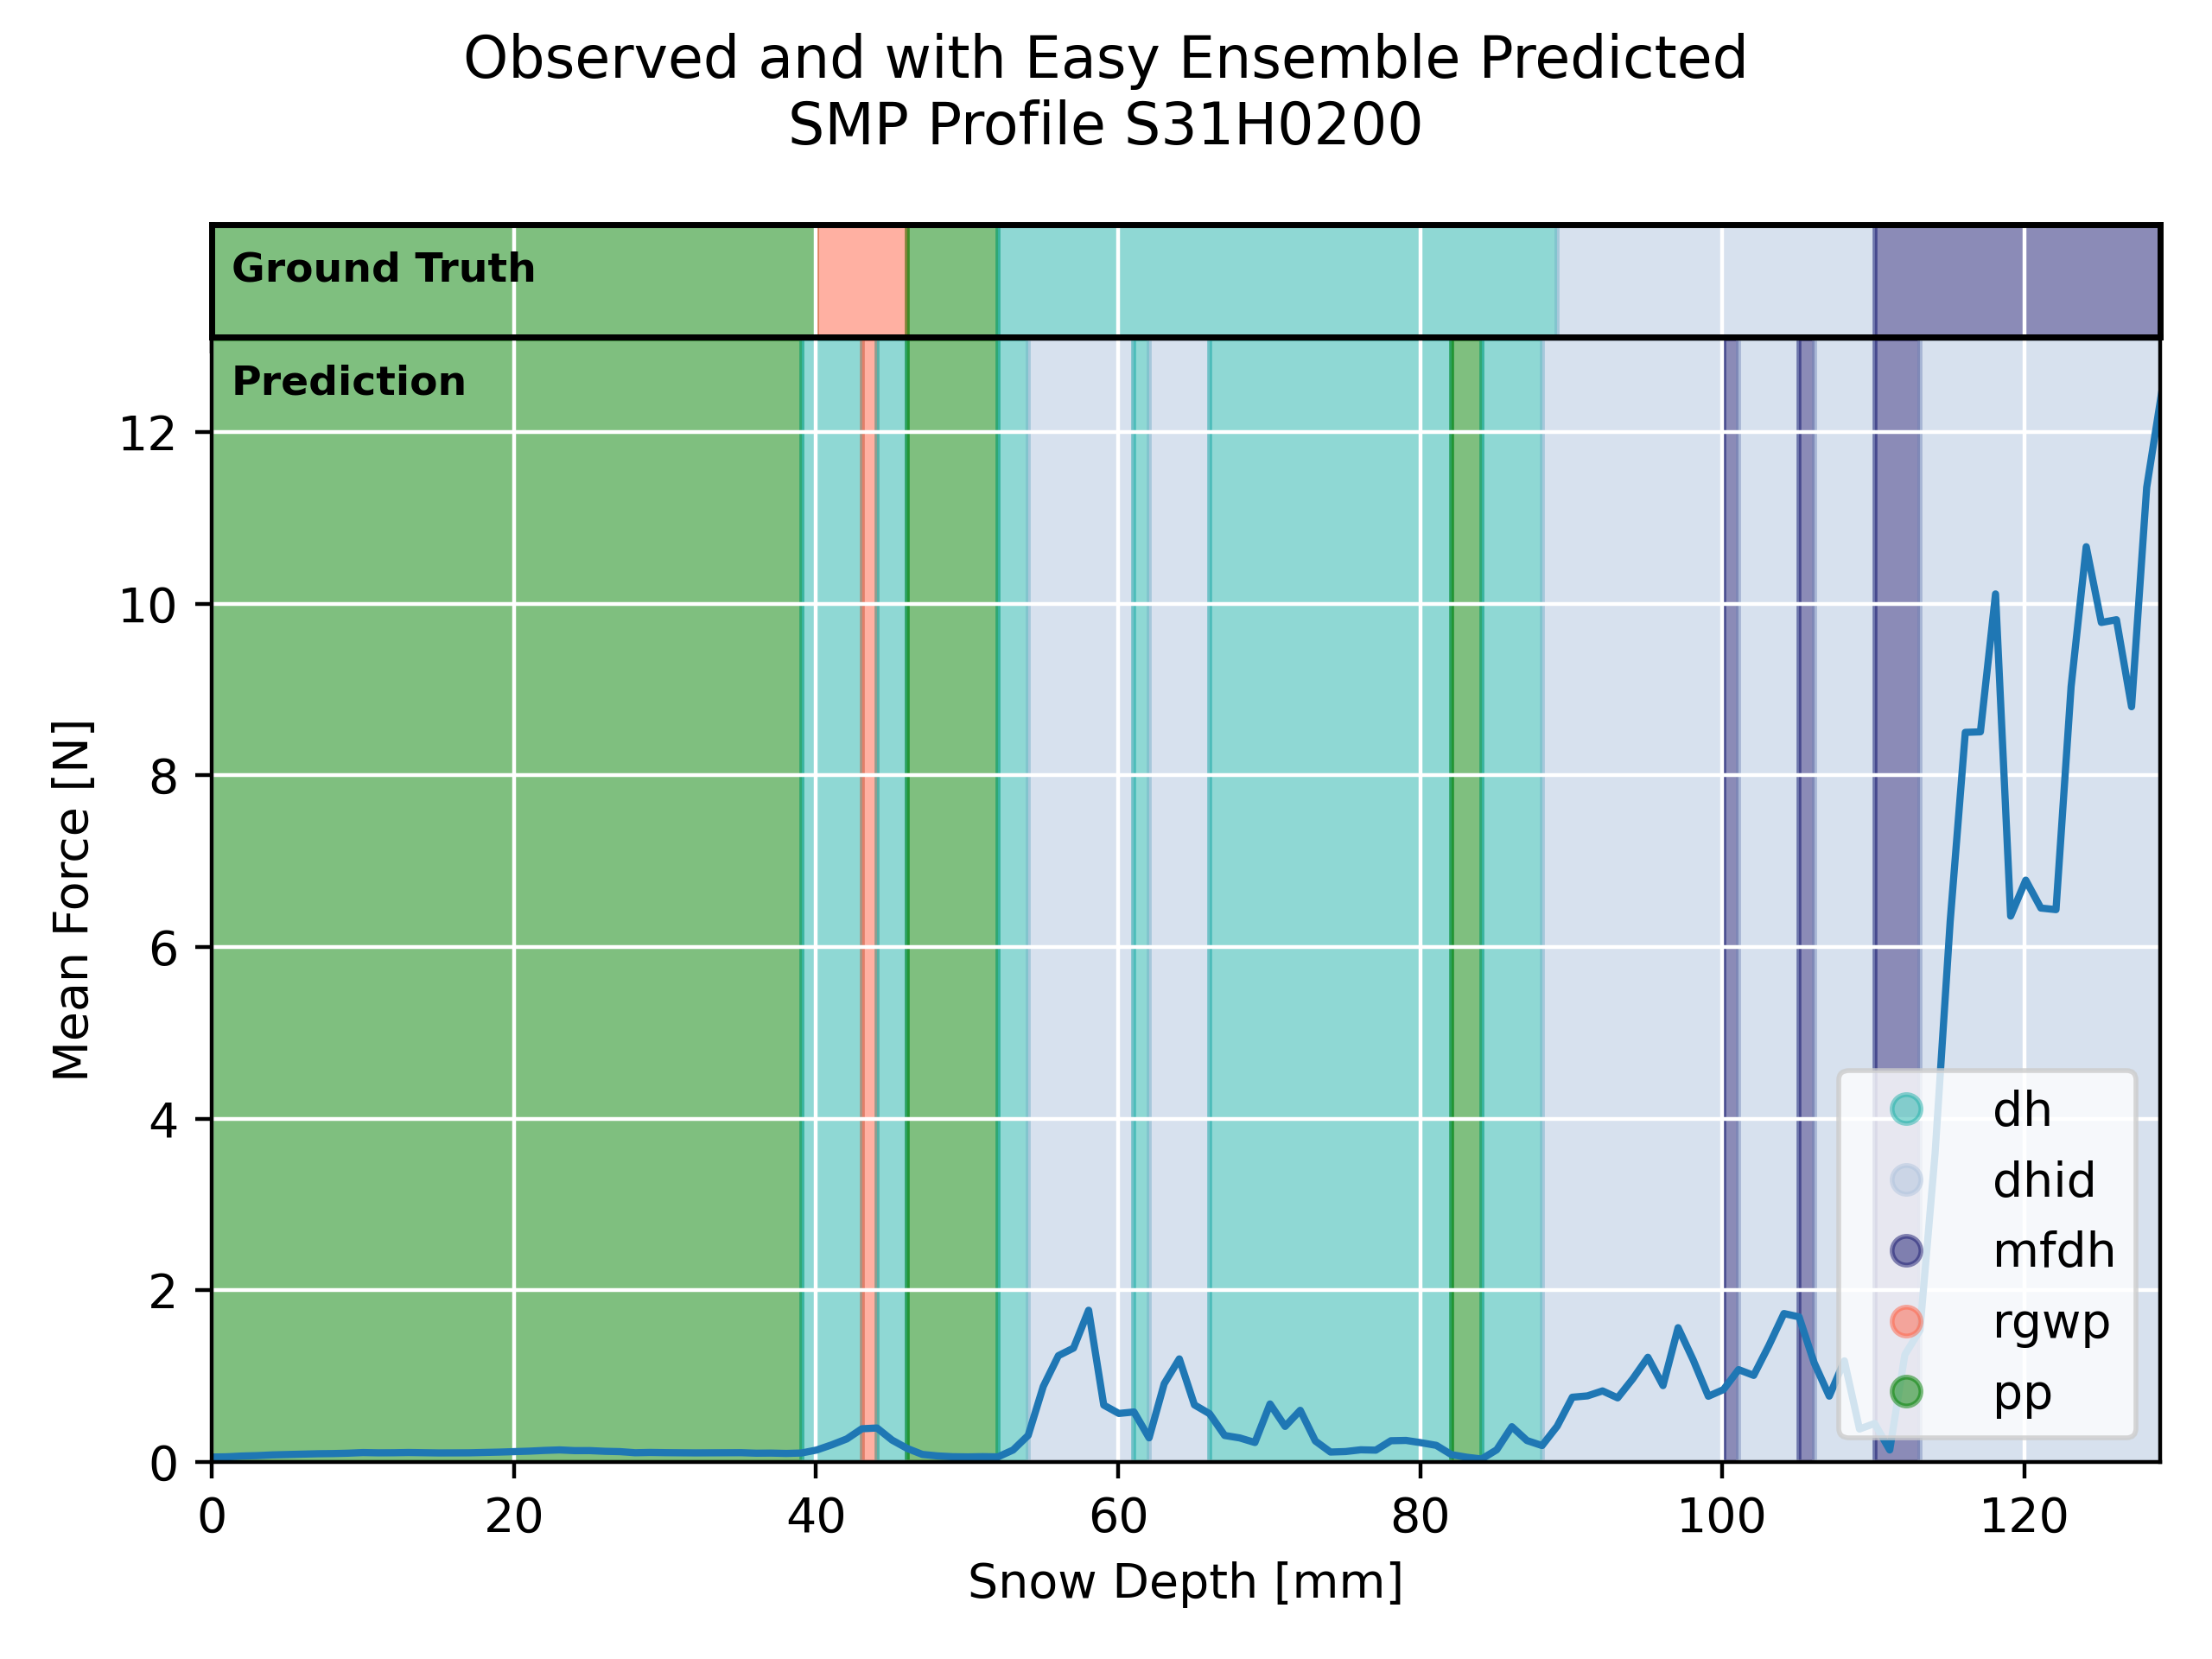 Observed and with Easy Ensemble Predicted
SMP Profile S31H0200
Ground Truth
Prediction
12
10
8
6
4
2
0
Mean Force [N]
dh
dhid
mfdh
rgwp
pp
0 20 40 60 80 100 120
Snow Depth [mm]